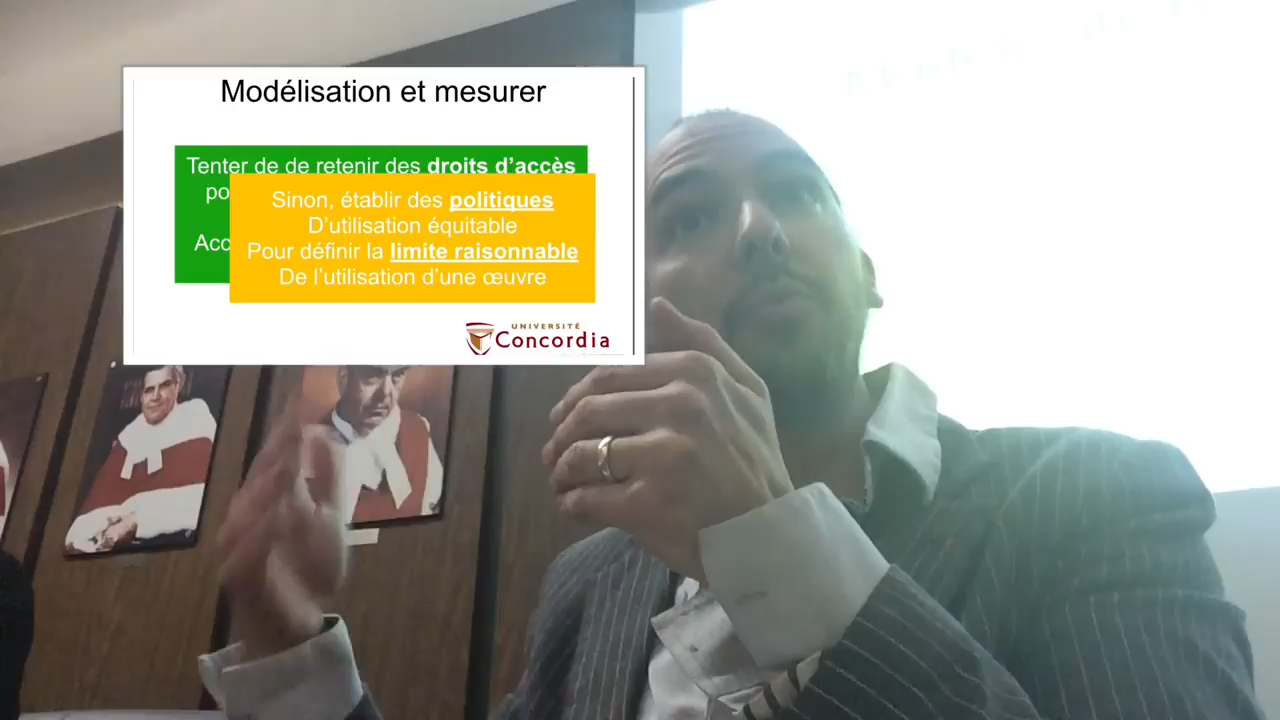 Modélisation et mesurer
Tenter de de retenir des droits d’accès
Sinon, établir des politiques
D’utilisation équitable
Pour définir la limite raisonnable
De l’utilisation d’une œuvre
UNIVERSITÉ
Concordia